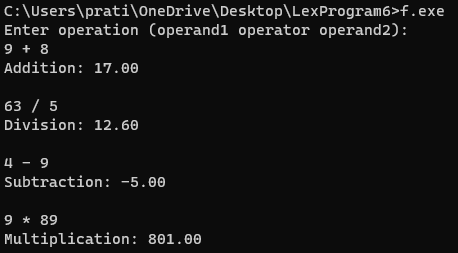 C:\Users\prati\OneDrive\Desktop\LexProgram6>f.exe
Enter operation (operand1 operator operand2):
9 + 8
Addition: 17.00
63 / 5
Division: 12.60
4 - 9
Subtraction: -5.00
9 * 89
Multiplication: 801.00